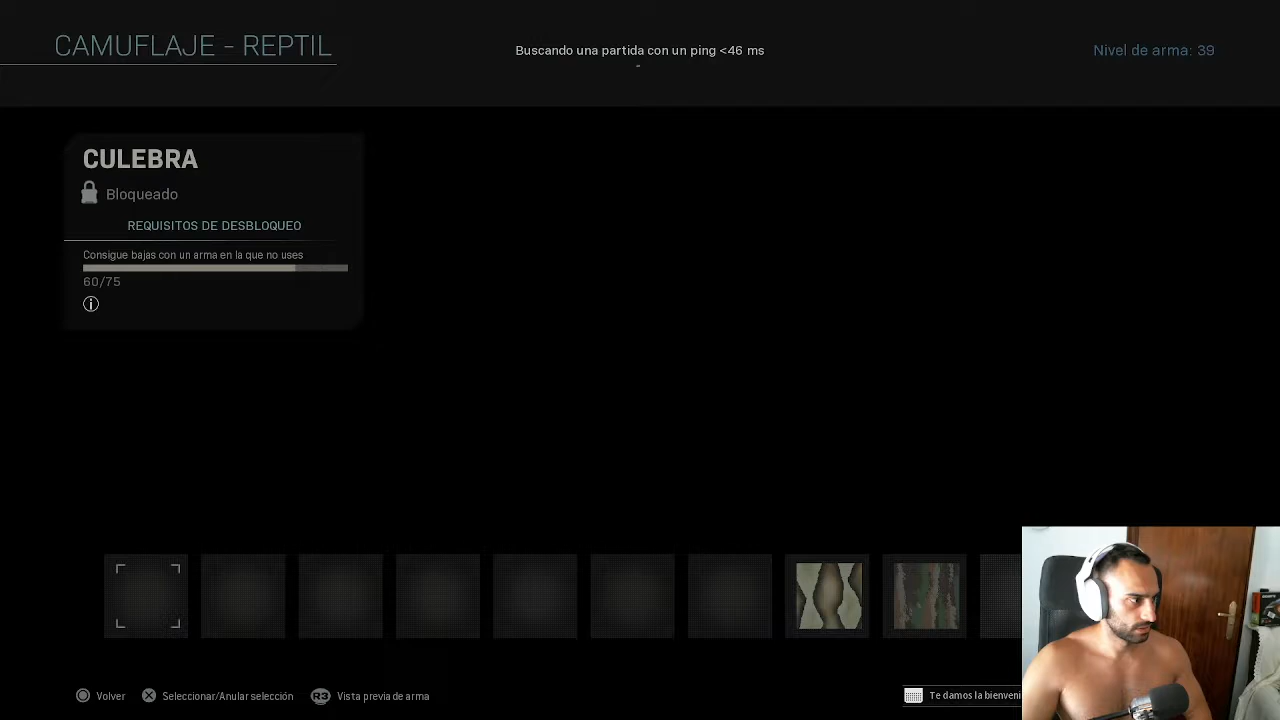 CAMUFLAJE - REPTIL
Buscando una partida con un ping <46 ms
Nivel de arma: 39
CULEBRA
Bloqueado
REQUISITOS DE DESBLOQUEO
Consigue bajas con un arma en la que no uses
60/75
Volver
Seleccionar/Anular selección
R3 Vista previa de arma
Te damos la bienveni